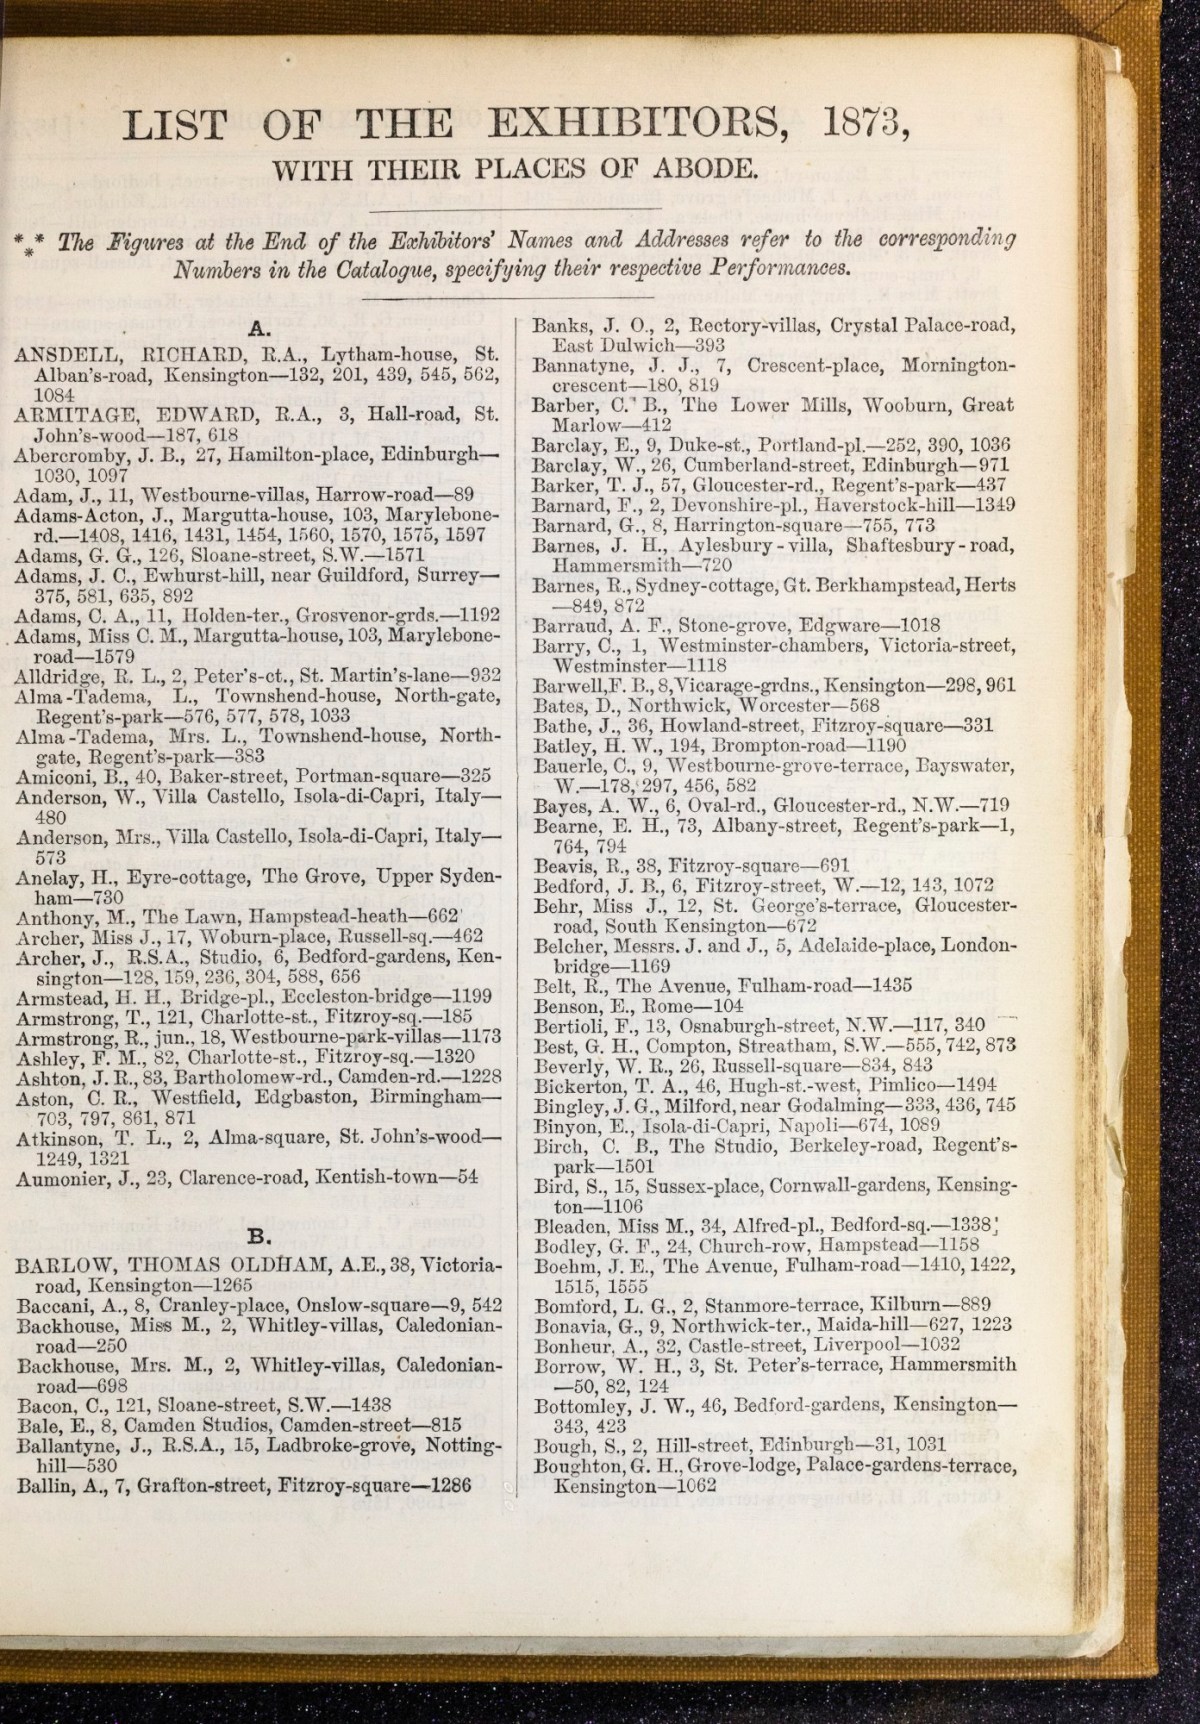 LIST OF THE EXHIBITORS, 1873,
WITH THEIR PLACES OF ABODE.
*** The Figures at the End of the Exhibitors' Names and Addresses refer to the corresponding
Numbers in the Catalogue, specifying their respective Performances.
A.
ANSDELL, RICHARD, R.A., Lytham-house, St.
Alban's-road, Kensington—132, 201, 439, 545, 562,
1084
ARMITAGE, EDWARD, R.A., 3, Hall-road, St.
John's-wood—187, 618
Abercromby, J. B., 27, Hamilton-place, Edinburgh—
1030, 1097
Adam, J., 11, Westbourne-villas, Harrow-road—89
Adams-Acton, J., Margutta-house, 103, Marylebone-
rd.—1408, 1416, 1431, 1454, 1560, 1570, 1575, 1597
Adams, G. G., 126, Sloane-street, S.W.—1571
Adams, J. C., Ewhurst-hill, near Guildford, Surrey—
375, 581, 635, 892
Adams, C. A., 11, Holden-ter., Grosvenor-grds.—1192
Adams, Miss C. M., Margutta-house, 103, Marylebone-
road—1579
Alldridge, R. L., 2, Peter's-ct., St. Martin's-lane—932
Alma-Tadema, L., Townshend-house, North-gate,
Regent's-park—576, 577, 578, 1033
Alma-Tadema, Mrs. L., Townshend-house, North-
gate, Regent's-park—383
Amiconi, B., 40, Baker-street, Portman-square—325
Anderson, W., Villa Castello, Isola-di-Capri, Italy—
480
Anderson, Mrs., Villa Castello, Isola-di-Capri, Italy—
573
Anelay, H., Eyre-cottage, The Grove, Upper Syden-
ham—730
Anthony, M., The Lawn, Hampstead-heath—662
Archer, Miss J., 17, Woburn-place, Russell-sq.—462
Archer, J., R.S.A., Studio, 6, Bedford-gardens, Ken-
sington—128, 159, 236, 304, 588, 656
Armstead, H. H., Bridge-pl., Eccleston-bridge—1199
Armstrong, T., 121, Charlotte-st., Fitzroy-sq.—185
Armstrong, R., jun., 18, Westbourne-park-villas—1173
Ashley, F. M., 82, Charlotte-st., Fitzroy-sq.—1320
Ashton, J. R., 83, Bartholomew-rd., Camden-rd.—1228
Aston, C. R., Westfield, Edgbaston, Birmingham—
703, 797, 861, 871
Atkinson, T. L., 2, Alma-square, St. John's-wood—
1249, 1321
Aumonier, J., 23, Clarence-road, Kentish-town—54
B.
BARLOW, THOMAS OLDHAM, A.E., 38, Victoria-
road, Kensington—1265
Baccani, A., 8, Cranley-place, Onslow-square—9, 542
Backhouse, Miss M., 2, Whitley-villas, Caledonian-
road—250
Backhouse, Mrs. M., 2, Whitley-villas, Caledonian-
road—698
Bacon, C., 121, Sloane-street, S.W.—1438
Bale, E., 8, Camden Studios, Camden-street—815
Ballantyne, J., R.S.A., 15, Ladbroke-grove, Notting-
hill—530
Ballin, A., 7, Grafton-street, Fitzroy-square—1286
Banks, J. O., 2, Rectory-villas, Crystal Palace-road,
East Dulwich—393
Bannatyne, J. J., 7, Crescent-place, Mornington-
crescent—180, 819
Barber, C. B., The Lower Mills, Wooburn, Great
Marlow—412
Barclay, E., 9, Duke-st., Portland-pl.—252, 390, 1036
Barclay, W., 26, Cumberland-street, Edinburgh—971
Barker, T. J., 57, Gloucester-rd., Regent's-park—437
Barnard, F., 2, Devonshire-pl., Haverstock-hill—1349
Barnard, G., 8, Harrington-square—755, 773
Barnes, J. H., Aylesbury-villa, Shaftesbury-road,
Hammersmith—720
Barnes, R., Sydney-cottage, Gt. Berkhampstead, Herts
—849, 872
Barraud, A. F., Stone-grove, Edgware—1018
Barry, C., 1, Westminster-chambers, Victoria-street,
Westminster—1118
Barwell, F. B., 8, Vicarage-grdns., Kensington—298, 961
Bates, D., Northwick, Worcester—568
Bathe, J., 36, Howland-street, Fitzroy-square—331
Batley, H. W., 194, Brompton-road—1190
Bauerle, C., 9, Westbourne-grove-terrace, Bayswater,
W.—178, 297, 456, 582
Bayes, A. W., 6, Oval-rd., Gloucester-rd., N.W.—719
Bearne, E. H., 73, Albany-street, Regent's-park—1,
764, 794
Beavis, R., 38, Fitzroy-square—691
Bedford, J. B., 6, Fitzroy-street, W.—12, 143, 1072
Behr, Miss J., 12, St. George's-terrace, Gloucester-
road, South Kensington—672
Belcher, Messrs. J. and J., 5, Adelaide-place, London-
bridge—1169
Belt, R., The Avenue, Fulham-road—1435
Benson, E., Rome—104
Bertioli, F., 13, Osnaburgh-street, N.W.—117, 340
Best, G. H., Compton, Streatham, S.W.—555, 742, 873
Beverly, W. R., 26, Russell-square—834, 843
Bickerton, T. A., 46, Hugh-st.-west, Pimlico—1494
Bingley, J. G., Milford, near Godalming—333, 436, 745
Binyon, E., Isola-di-Capri, Napoli—674, 1089
Birch, C. B., The Studio, Berkeley-road, Regent's-
park—1501
Bird, S., 15, Sussex-place, Cornwall-gardens, Kensing-
ton—1106
Bleaden, Miss M., 34, Alfred-pl., Bedford-sq.—1338
Bodley, G. F., 24, Church-row, Hampstead—1158
Boehm, J. E., The Avenue, Fulham-road—1410, 1422,
1515, 1555
Bomford, L. G., 2, Stanmore-terrace, Kilburn—889
Bonavia, G., 9, Northwick-ter., Maida-hill—627, 1223
Bonheur, A., 32, Castle-street, Liverpool—1032
Borrow, W. H., 3, St. Peter's-terrace, Hammersmith
—50, 82, 124
Bottomley, J. W., 46, Bedford-gardens, Kensington—
343, 423
Bough, S., 2, Hill-street, Edinburgh—31, 1031
Boughton, G. H., Grove-lodge, Palace-gardens-terrace,
Kensington—1062